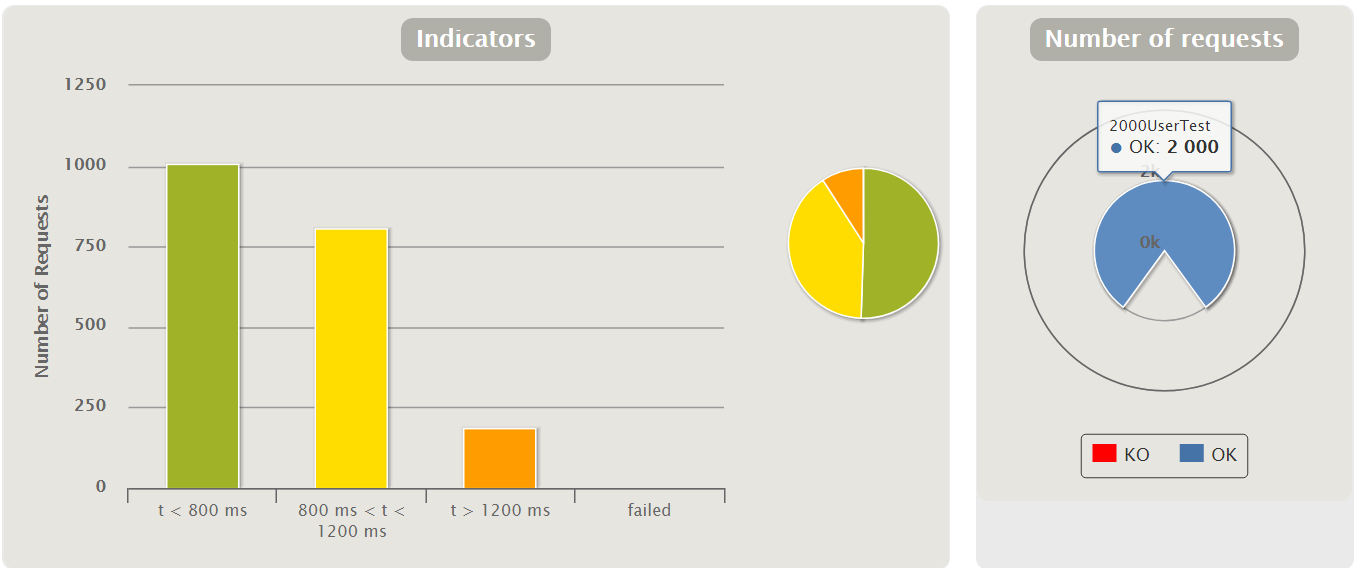 Indicators
Number of Requests
1250
1000
750
500
250
0
t < 800 ms
800 ms < t <
1200 ms
t > 1200 ms
failed
Number of requests
2000UserTest
OK: 2 000
2k
0k
KO
OK